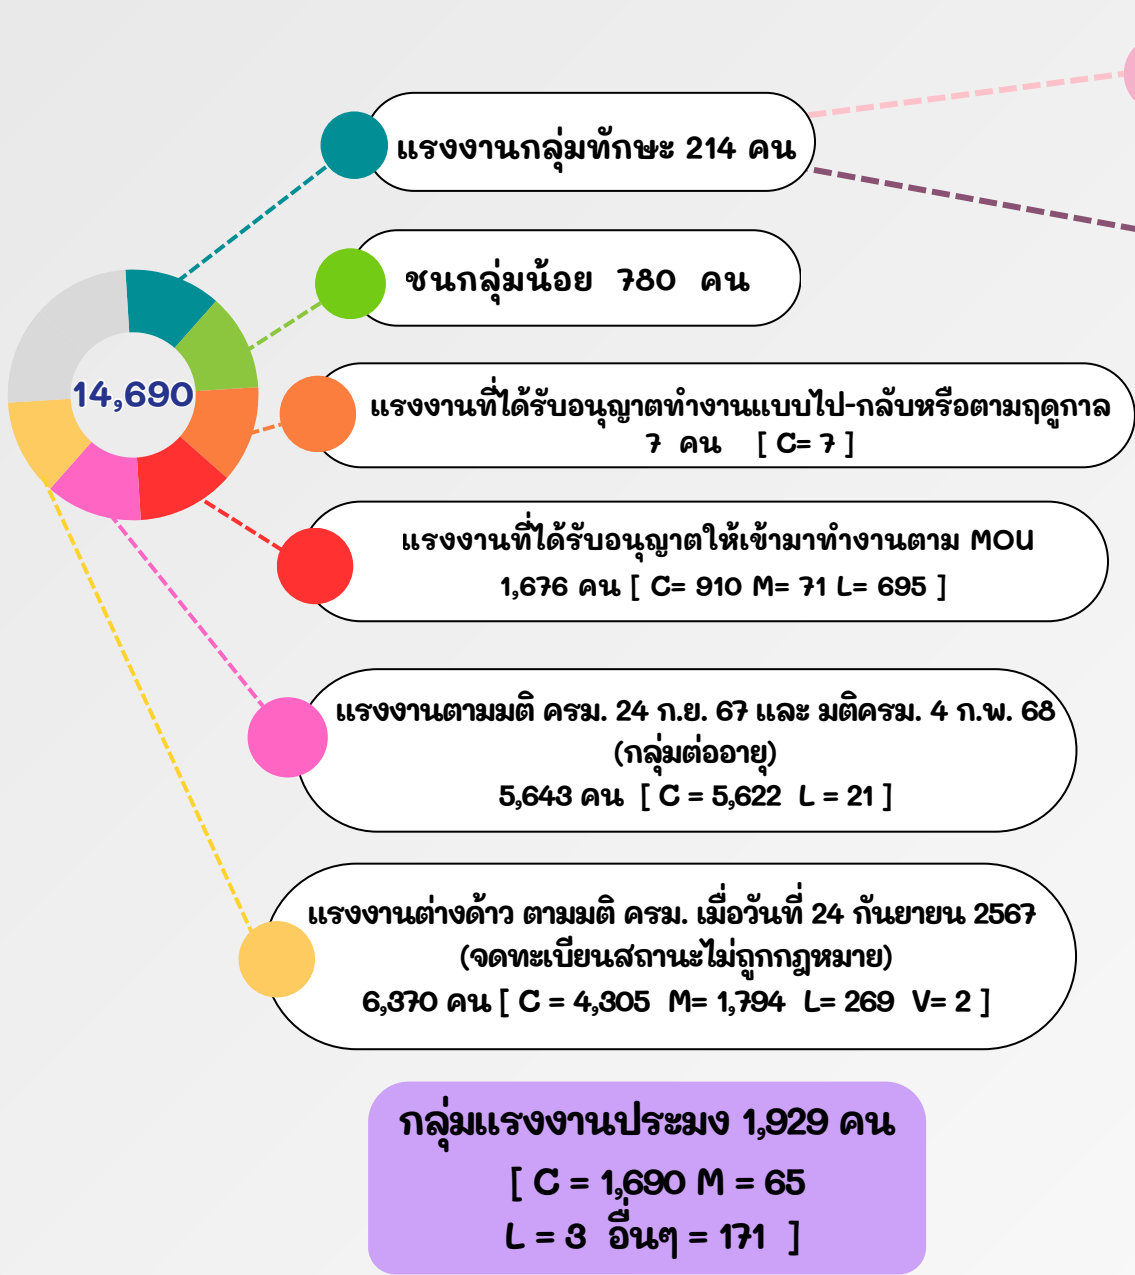 แรงงานกลุ่มทักษะ 214 คน
ชนกลุ่มน้อย 780 คน
14,690
แรงงานที่ได้รับอนุญาตทำงานแบบไป-กลับหรือตามฤดูกาล
7 คน [ C= 7 ]
แรงงานที่ได้รับอนุญาตให้เข้ามาทำงานตาม MOU
1,676 คน [ C= 910 M= 71 L= 695 ]
แรงงานตามมติ ครม. 24 ก.ย. 67 และ มติครม. 4 ก.พ. 68
(กลุ่มต่ออายุ)
5,643 คน [ C = 5,622 L = 21 ]
แรงงานต่างด้าว ตามมติ ครม. เมื่อวันที่ 24 กันยายน 2567
(จดทะเบียนสถานะไม่ถูกกฎหมาย)
6,370 คน [ C = 4,305 M= 1,794 L= 269 V= 2 ]
กลุ่มแรงงานประมง 1,929 คน
[ C = 1,690 M = 65
L = 3 อื่นๆ = 171 ]